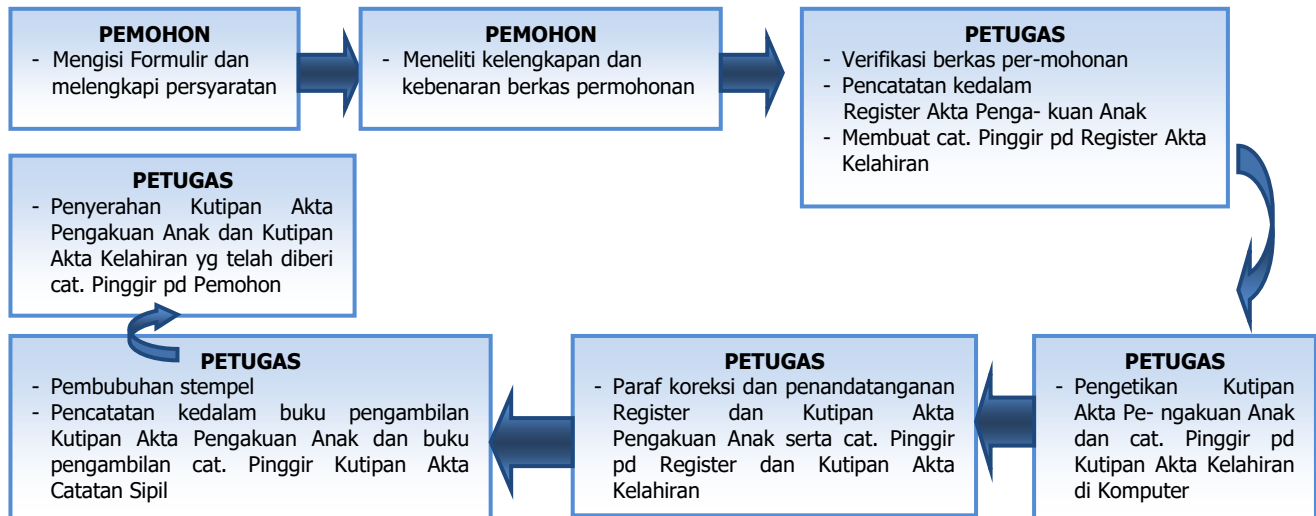 PEMOHON
- Mengisi Formulir dan
melengkapi persyaratan
PEMOHON
- Meneliti kelengkapan dan
kebenaran berkas permohonan
PETUGAS
- Verifikasi berkas per-mohonan
- Pencatatan kedalam
Register Akta Penga- kuan Anak
- Membuat cat. Pinggir pd Register Akta
Kelahiran
PETUGAS
- Pengetikan Kutipan
Akta Pe- ngakuan Anak
dan cat. Pinggir pd
Kutipan Akta Kelahiran
di Komputer
PETUGAS
- Paraf koreksi dan penandatanganan
Register dan Kutipan Akta
Pengakuan Anak serta cat. Pinggir
pd Register dan Kutipan Akta
Kelahiran
PETUGAS
- Pembubuhan stempel
- Pencatatan kedalam buku pengambilan
Kutipan Akta Pengakuan Anak dan buku
pengambilan cat. Pinggir Kutipan Akta
Catatan Sipil
PETUGAS
- Penyerahan Kutipan Akta
Pengakuan Anak dan Kutipan
Akta Kelahiran yg telah diberi
cat. Pinggir pd Pemohon